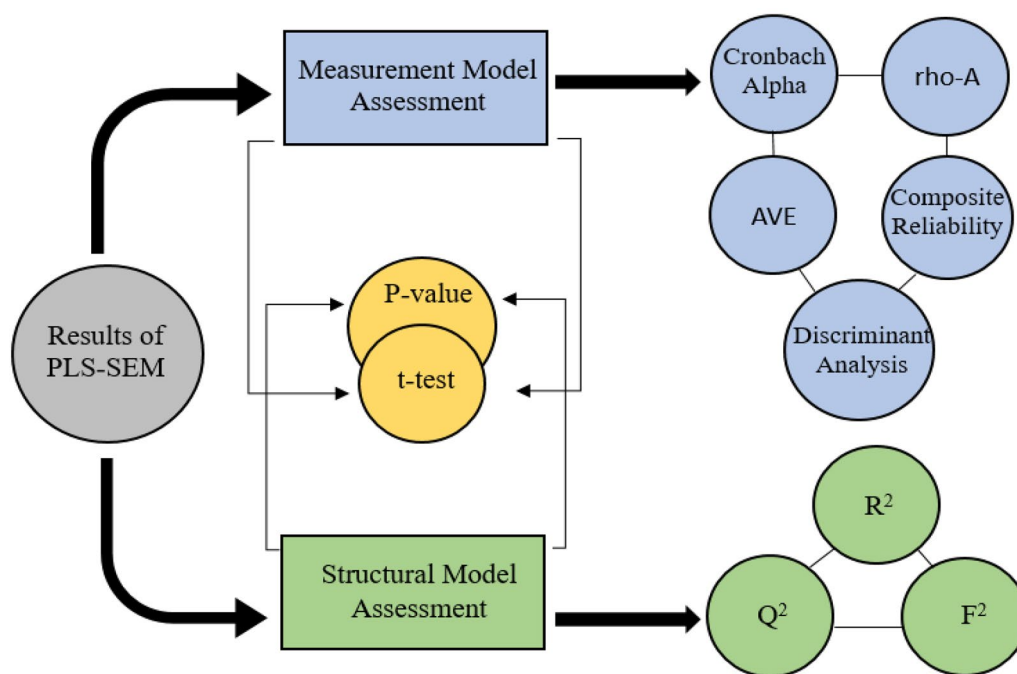 Results of
PLS-SEM
Measurement Model
Assessment
Cronbach
Alpha
rho-A
AVE
Composite
Reliability
Discriminant
Analysis
P-value
t-test
Structural Model
Assessment
R²
Q²
F²